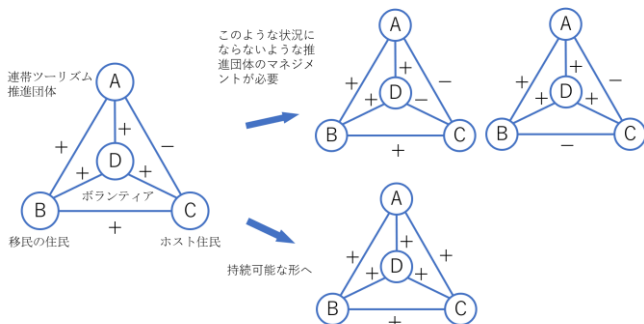 このような状況に
ならないような推
進団体のマネジメ
ントが必要
連帯ツーリズム
推進団体
A
+
+
−
D
+
+
ボランティア
B
+
C
移民の住民
ホスト住民
A
+
+
−
D
+
−
B
+
C
A
+
+
−
D
+
+
B
−
C
持続可能な形へ
A
+
+
+
D
+
+
B
+
C